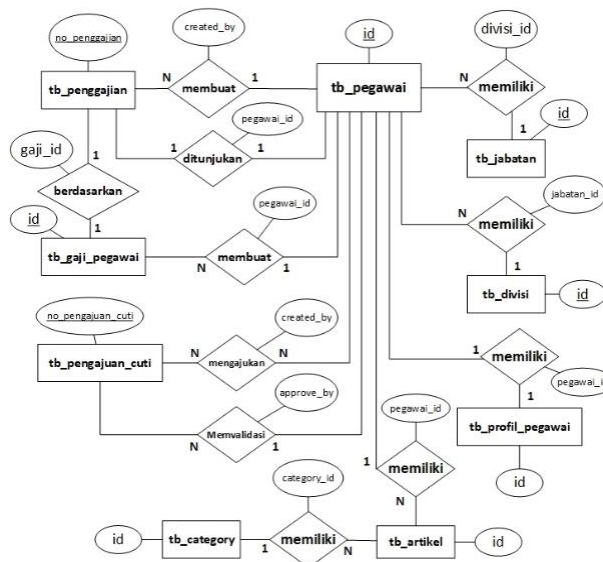 created_by
no_penggajian
id
divisi_id
tb_penggajian
N
membuat
1
tb_pegawai
N
memiliki
1
id
pegawai_id
1
ditunjukan
1
tb_jabatan
gaji_id
1
berdasarkan
1
id
pegawai_id
jabatan_id
N
memiliki
1
tb_gaji_pegawai
N
membuat
1
tb_divisi
id
no_pengajuan_cuti
created_by
tb_pengajuan_cuti
N
mengajukan
N
1
memiliki
1
pegawai_i
approve_by
N
Memvalidasi
1
pegawai_id
tb_profil_pegawai
1
memiliki
N
id
category_id
id
tb_category
1
memiliki
N
tb_artikel
id